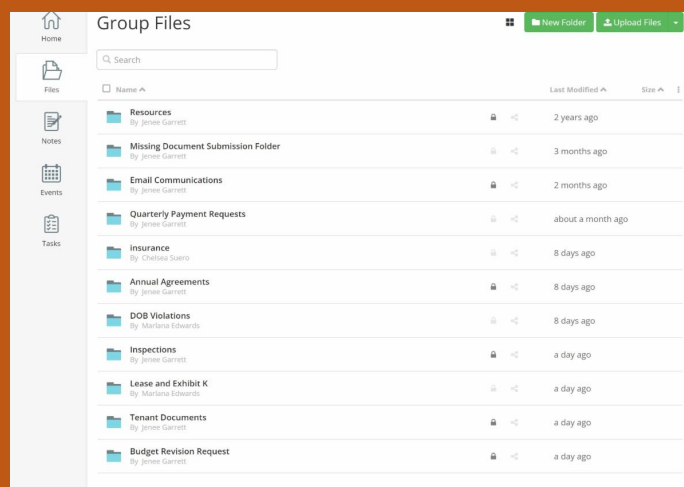 Group Files
New Folder
Upload Files
Home
Search
Files
Name
Last Modified
Size
Resources
By Jenee Garrett
2 years ago
Notes
Missing Document Submission Folder
By Jenee Garrett
3 months ago
Email Communications
By Jenee Garrett
2 months ago
Events
Quarterly Payment Requests
By Jenee Garrett
about a month ago
Tasks
insurance
By Chelsea Suero
8 days ago
Annual Agreements
By Jenee Garrett
8 days ago
DOB Violations
By Marlana Edwards
8 days ago
Inspections
By Jenee Garrett
a day ago
Lease and Exhibit K
By Marlana Edwards
a day ago
Tenant Documents
By Jenee Garrett
a day ago
Budget Revision Request
By Jenee Garrett
a day ago